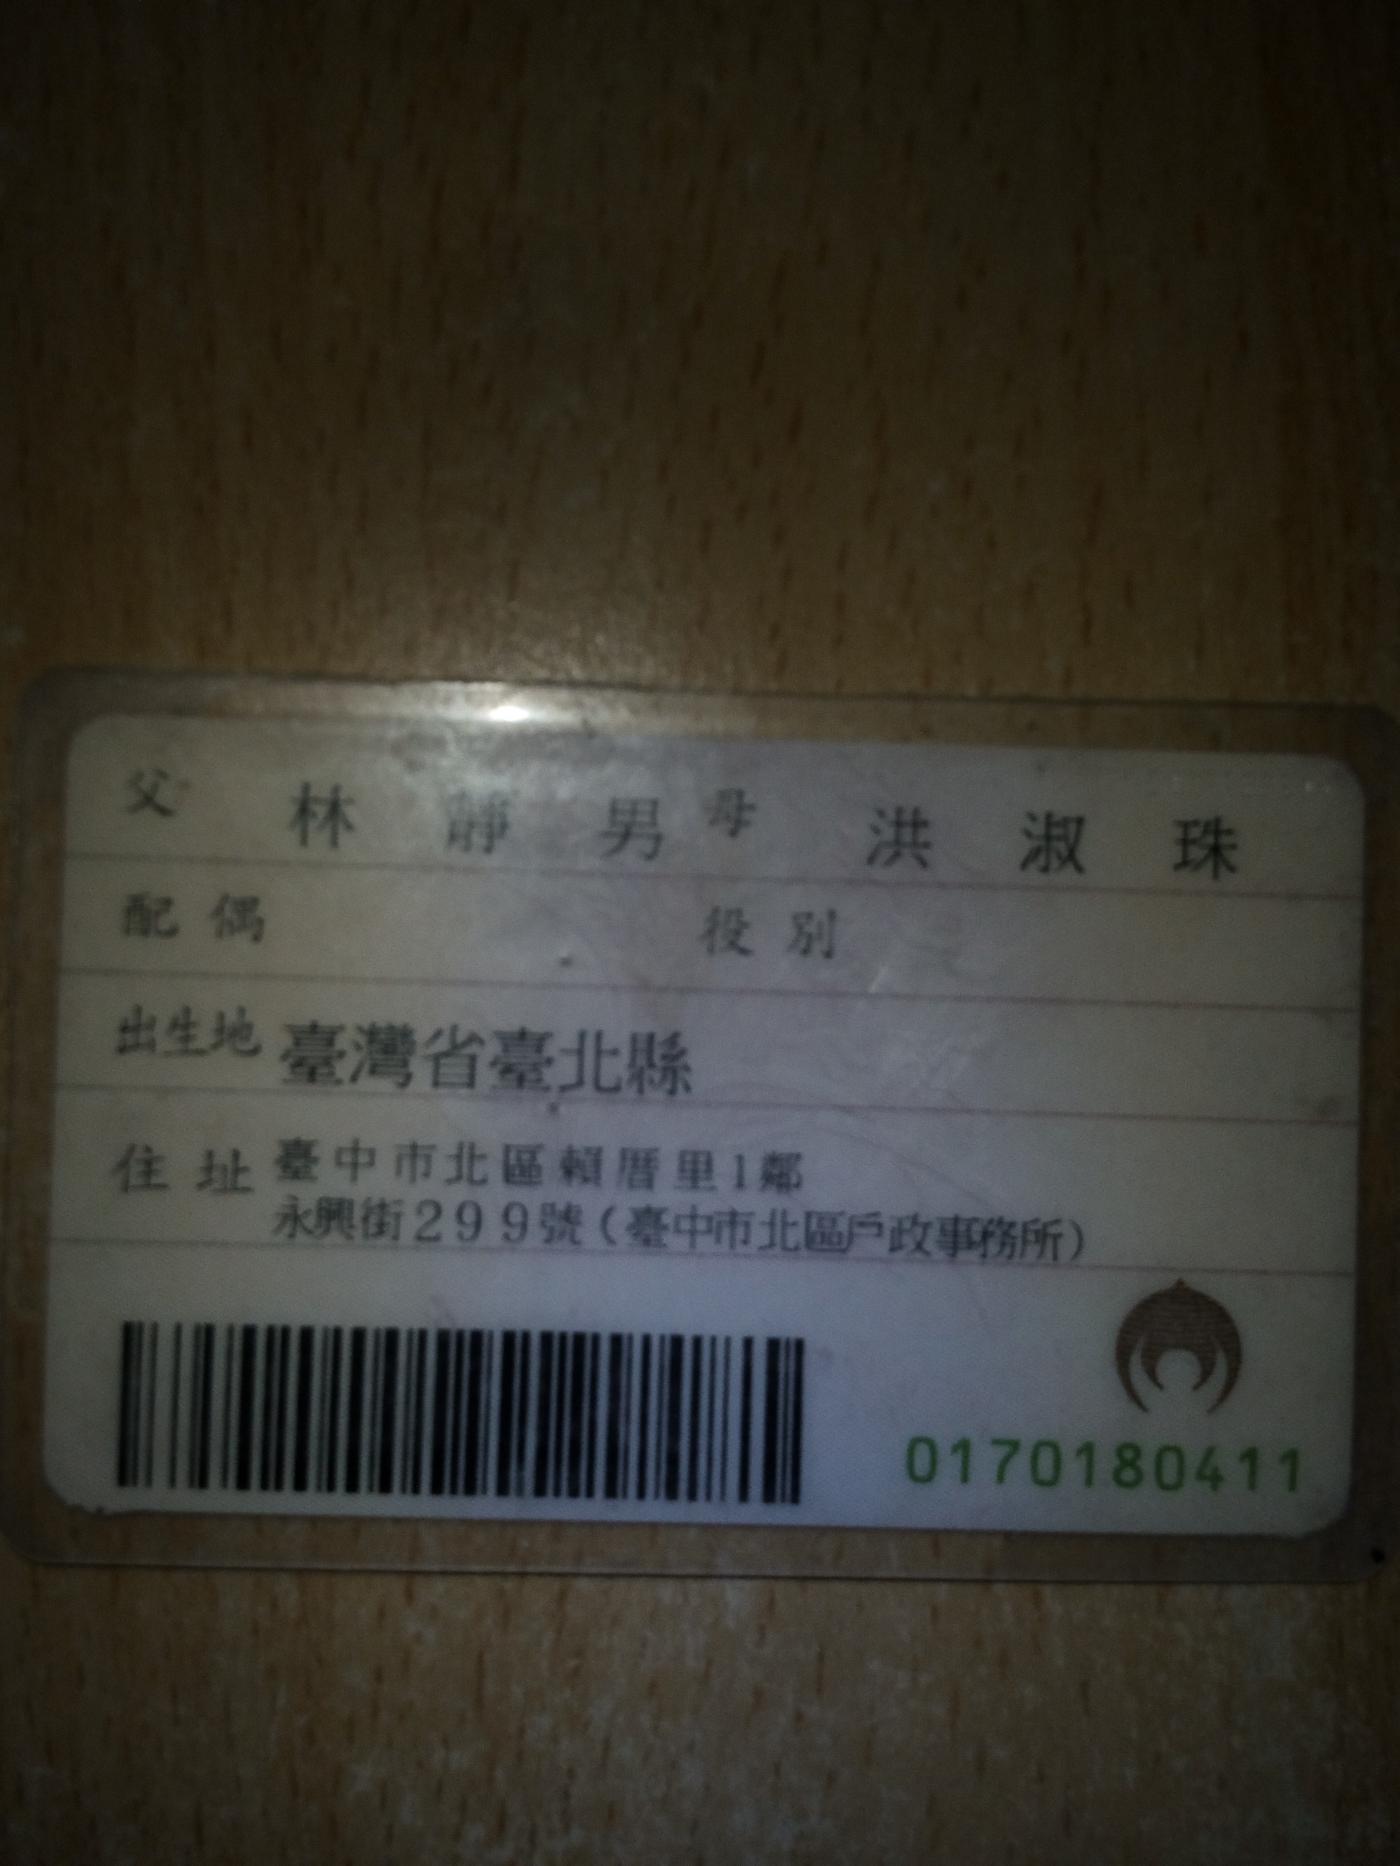 父 林靜男 母 洪淑珠
配偶 役別
出生地 臺灣省臺北縣
住址 臺中市北區賴厝里1鄰
永興街299號(臺中市北區戶政事務所)
0170180411